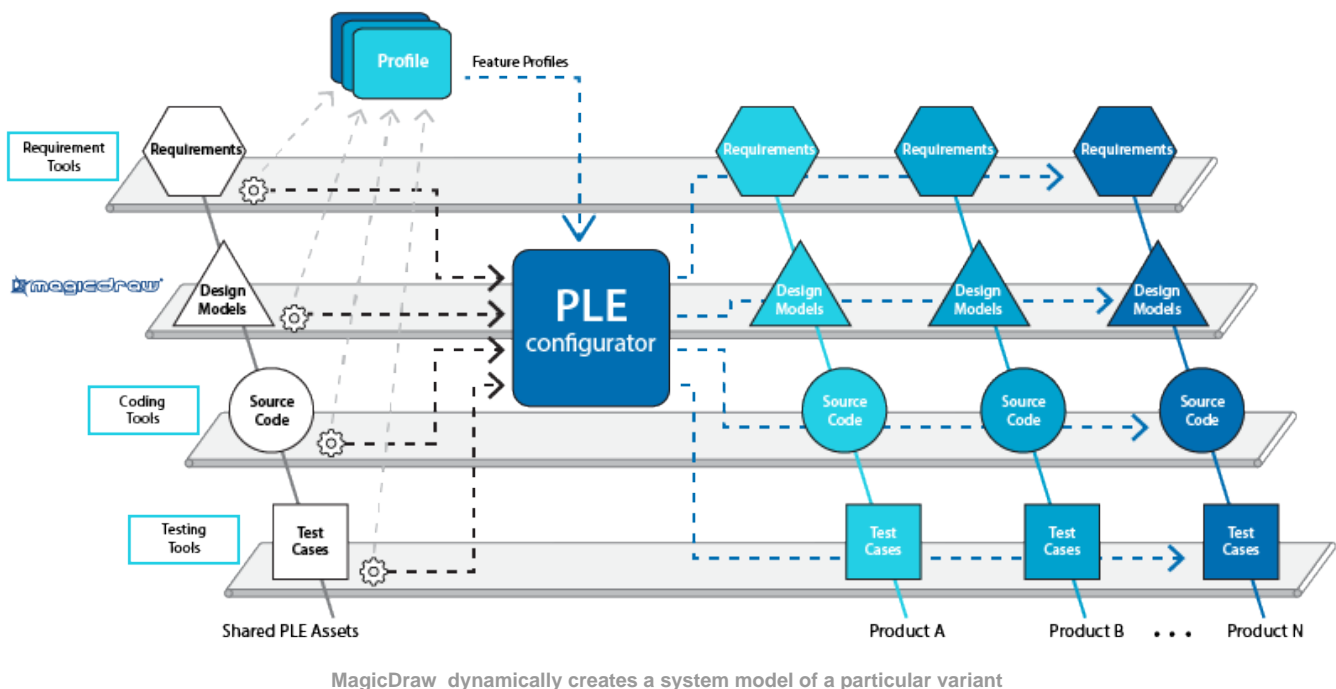 Profile
Feature Profiles
Requirement
Tools
Requirements
Requirements
Requirements
Requirements
magicdraw
Design
Models
PLE
configurator
Design
Models
Design
Models
Design
Models
Coding
Tools
Source
Code
Source
Code
Source
Code
Source
Code
Testing
Tools
Test
Cases
Test
Cases
Test
Cases
Test
Cases
Shared PLE Assets
Product A
Product B
• • •
Product N
MagicDraw dynamically creates a system model of a particular variant